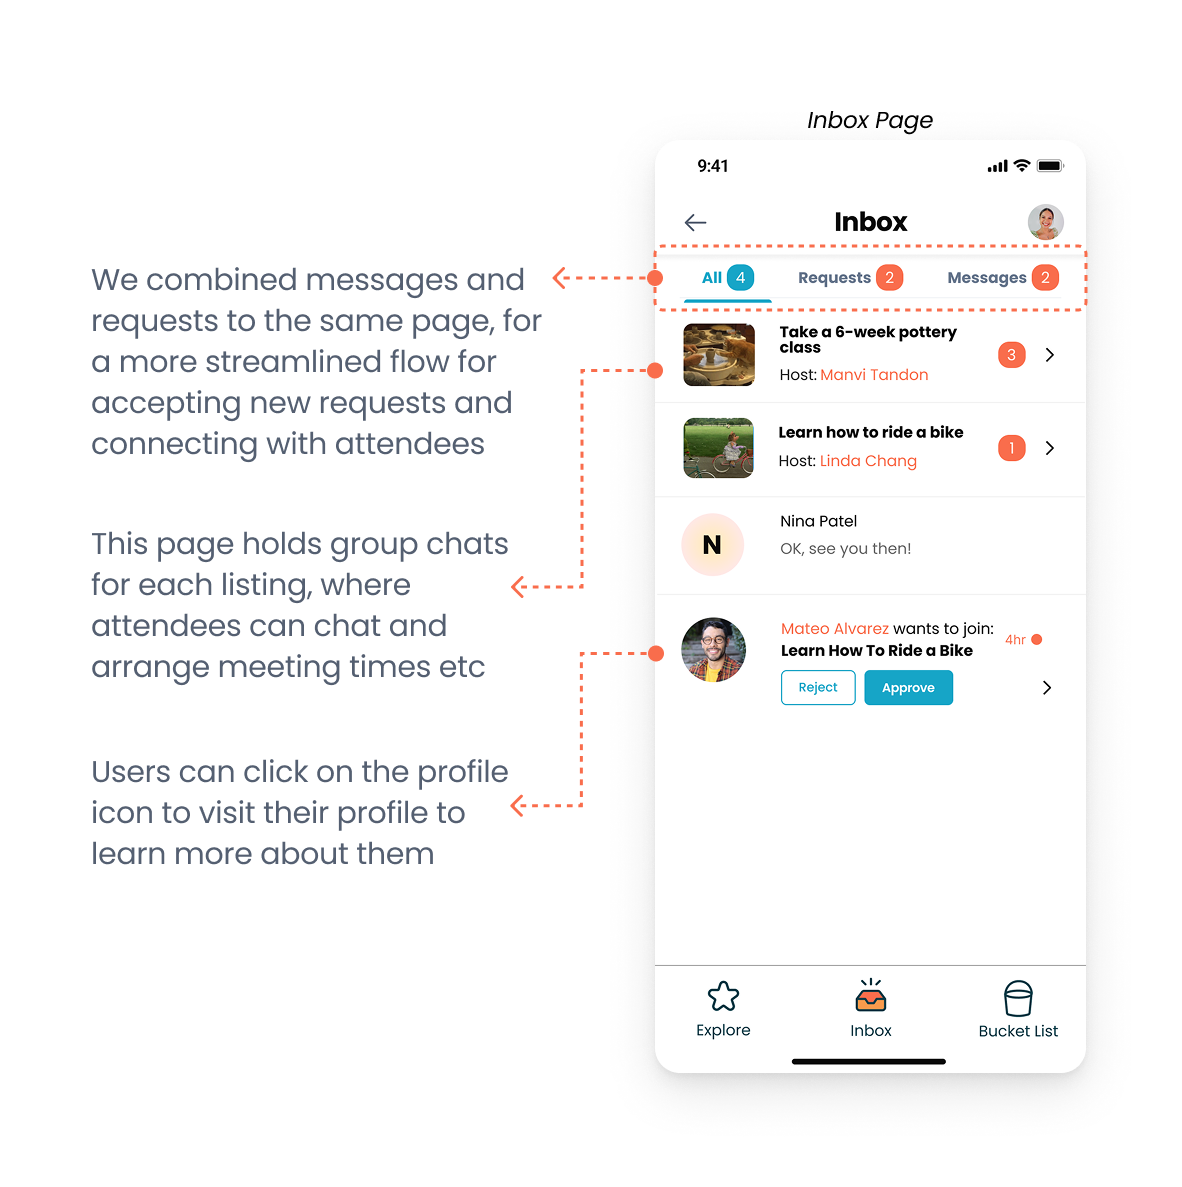 Inbox Page
9:41
Inbox
All 4 Requests 2 Messages 2
Take a 6-week pottery
class
Host: Manvi Tandon
3
Learn how to ride a bike
Host: Linda Chang
1
N
Nina Patel
OK, see you then!
Mateo Alvarez wants to join:
Learn How To Ride a Bike
4hr
Reject Approve
Explore Inbox Bucket List
We combined messages and
requests to the same page, for
a more streamlined flow for
accepting new requests and
connecting with attendees
This page holds group chats
for each listing, where
attendees can chat and
arrange meeting times etc
Users can click on the profile
icon to visit their profile to
learn more about them